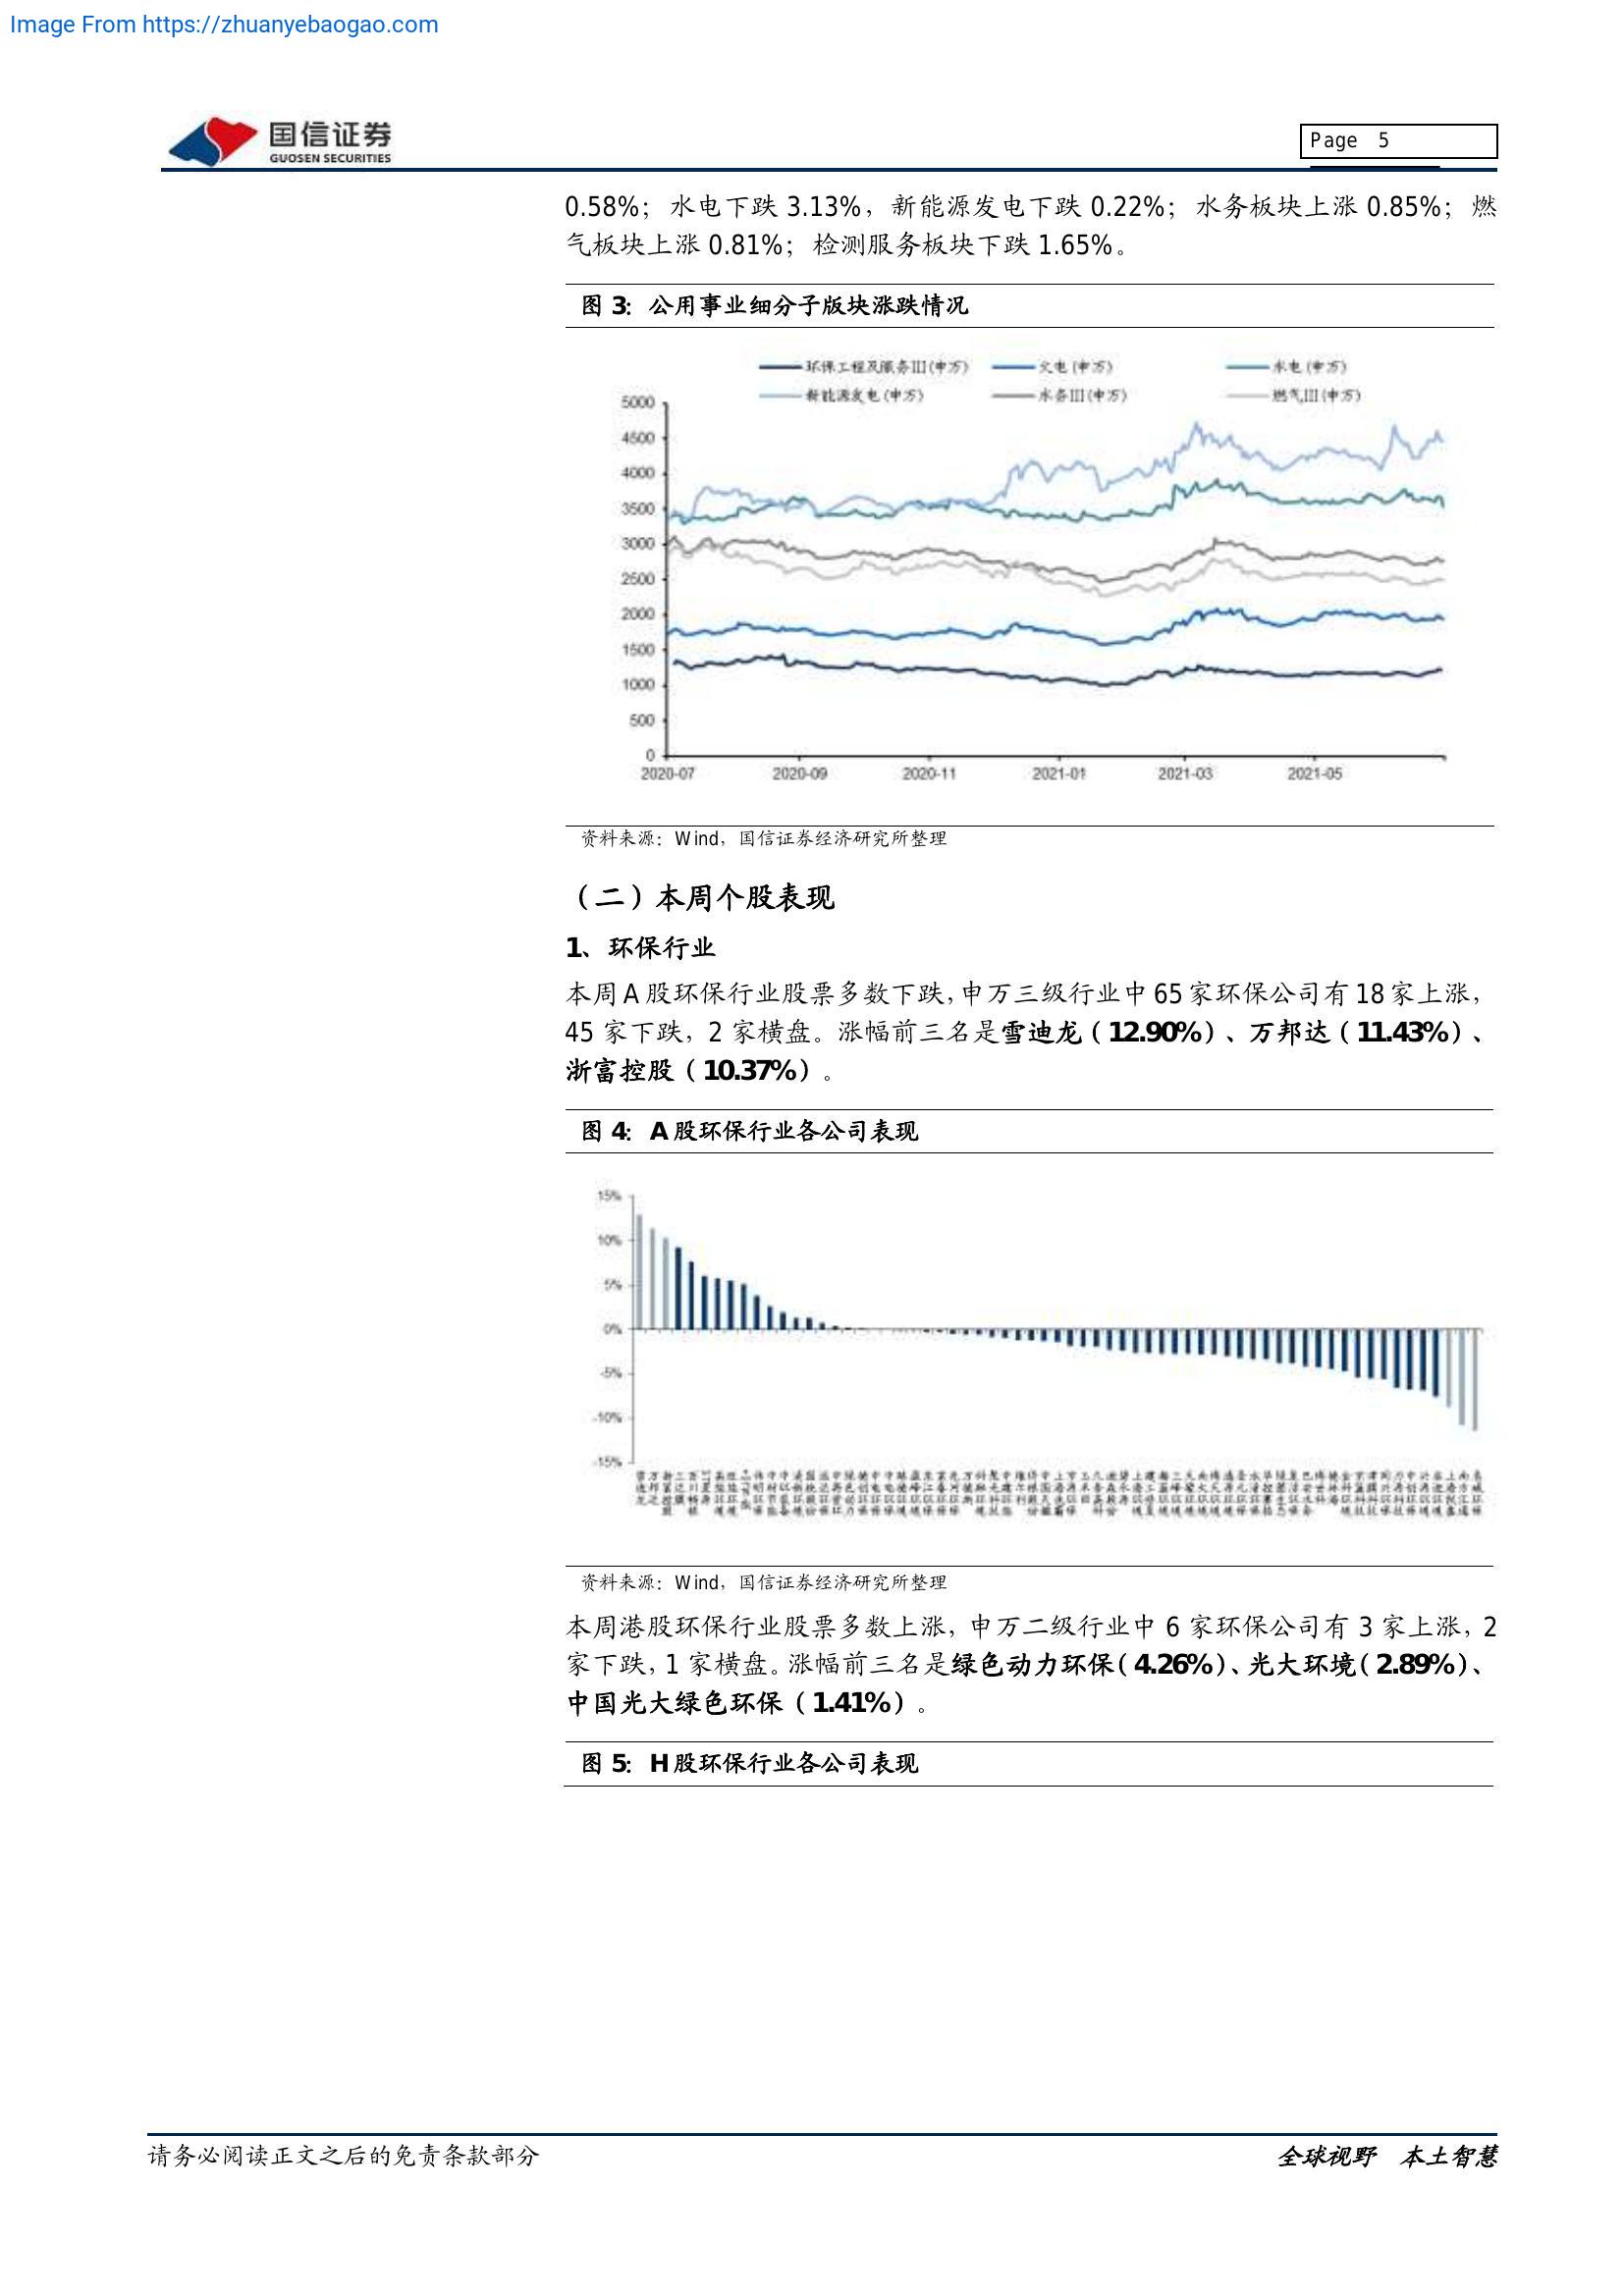 Image From https://zhuanyebaogao.com
国信证券
GUOSEN SECURITIES
Page 5
0.58%；水电下跌 3.13%，新能源发电下跌 0.22%；水务板块上涨 0.85%；燃
气板块上涨 0.81%；检测服务板块下跌 1.65%。
图 3：公用事业细分子版块涨跌情况
环保工程及服务III(申万) 火电(申万) 水电(申万)
新能源发电(申万) 水务III(申万) 燃气III(申万)
5000
4500
4000
3500
3000
2500
2000
1500
1000
500
0
2020-07 2020-09 2020-11 2021-01 2021-03 2021-05
资料来源：Wind，国信证券经济研究所整理
（二）本周个股表现
1、环保行业
本周 A 股环保行业股票多数下跌，申万三级行业中 65 家环保公司有 18 家上涨，
45 家下跌，2 家横盘。涨幅前三名是雪迪龙（12.90%）、万邦达（11.43%）、
浙富控股（10.37%）。
图 4：A 股环保行业各公司表现
15%
10%
5%
0%
-5%
-10%
-15%
资料来源：Wind，国信证券经济研究所整理
本周港股环保行业股票多数上涨，申万二级行业中 6 家环保公司有 3 家上涨，2
家下跌，1 家横盘。涨幅前三名是绿色动力环保（4.26%）、光大环境（2.89%）、
中国光大绿色环保（1.41%）。
图 5：H 股环保行业各公司表现
请务必阅读正文之后的免责条款部分
全球视野 本土智慧